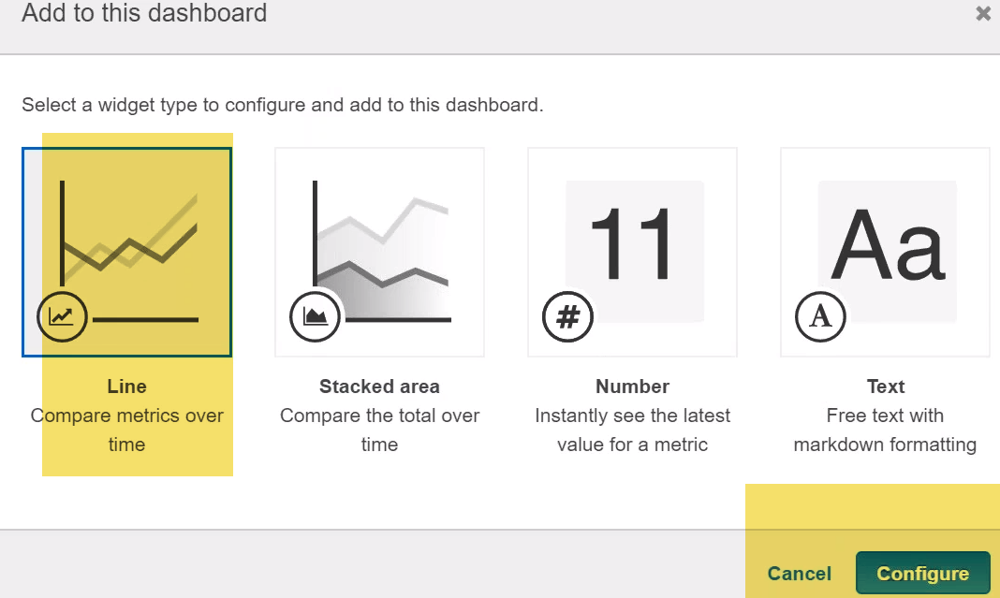 Add to this dashboard ✖
Select a widget type to configure and add to this dashboard.
11
Aa
#
A
Line
Compare metrics over
time
Stacked area
Compare the total over
time
Number
Instantly see the latest
value for a metric
Text
Free text with
markdown formatting
Cancel
Configure